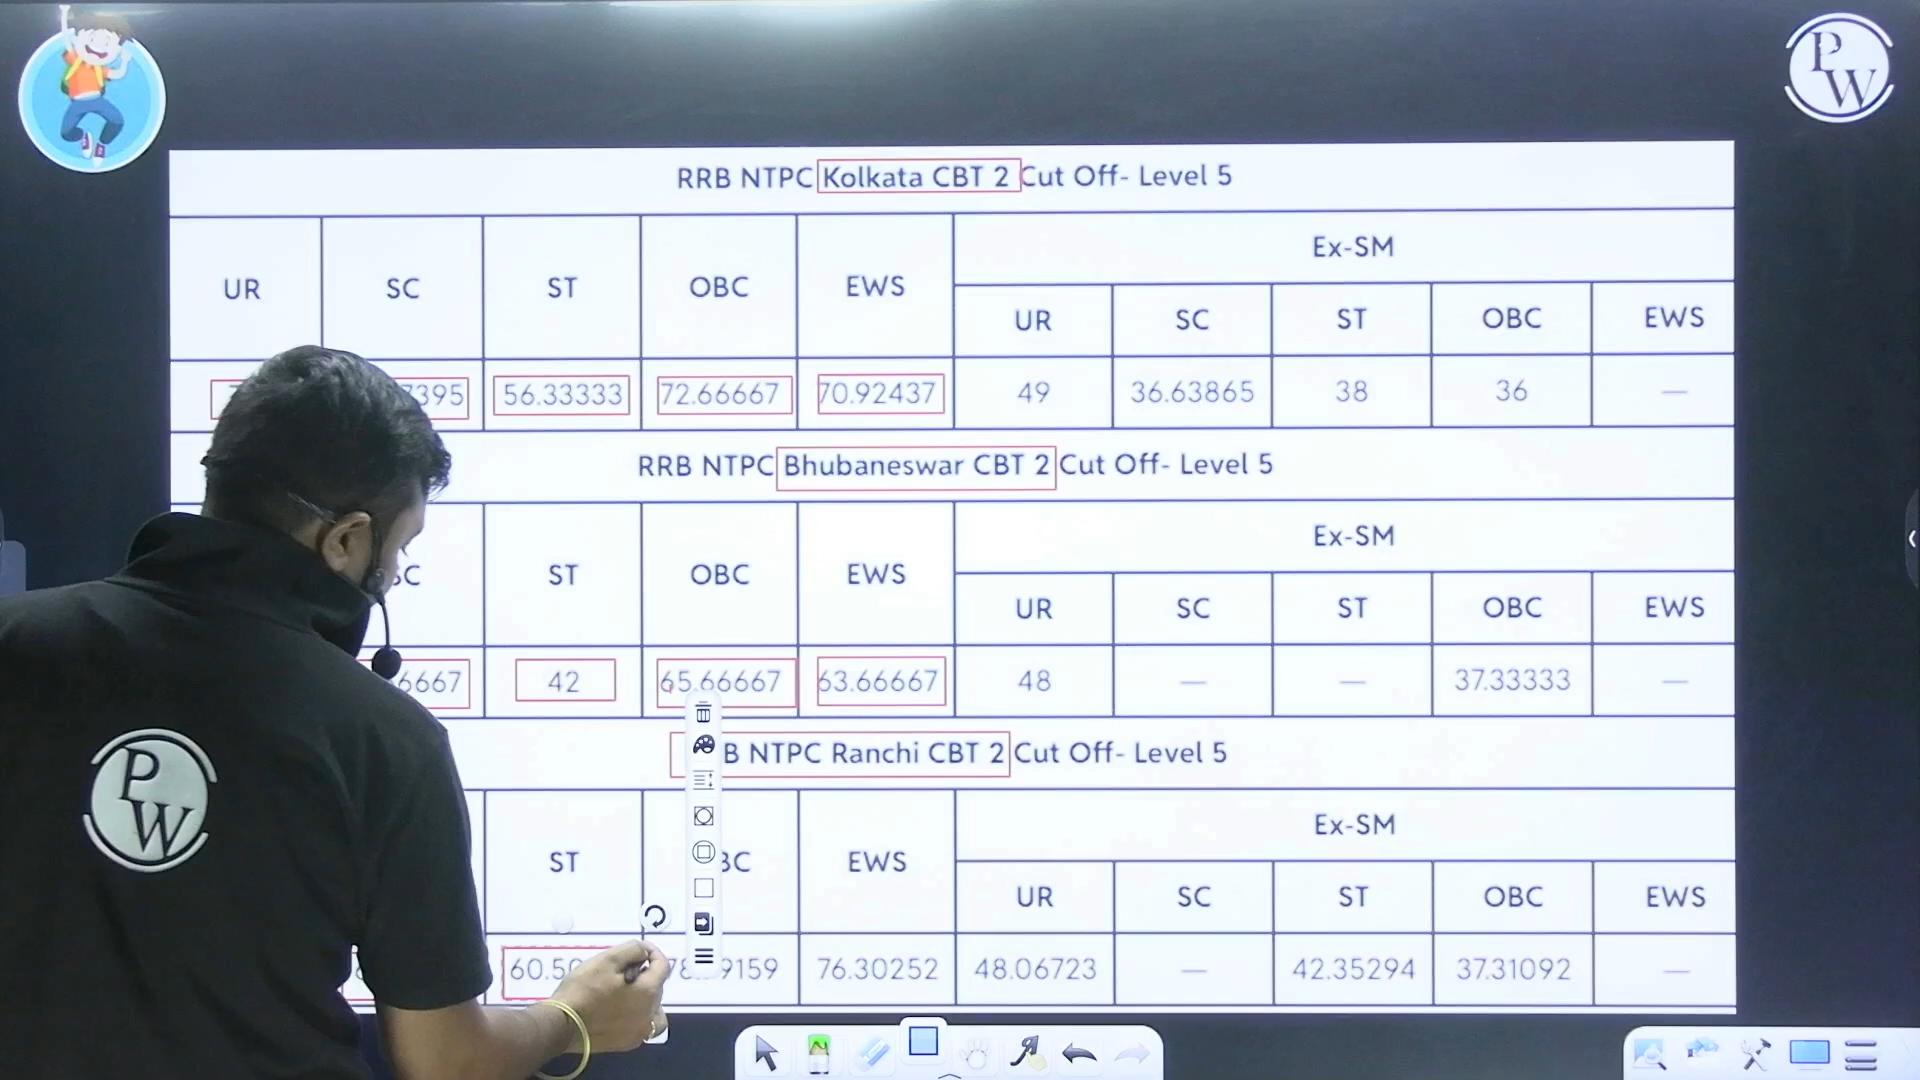 PW
RRB NTPC Kolkata CBT 2 Cut Off- Level 5
UR SC ST OBC EWS Ex-SM
UR SC ST OBC EWS
56.33333 72.66667 70.92437 49 36.63865 38 36 —
RRB NTPC Bhubaneswar CBT 2 Cut Off- Level 5
ST OBC EWS Ex-SM
UR SC ST OBC EWS
42 65.66667 63.66667 48 — — 37.33333 —
NTPC Ranchi CBT 2 Cut Off- Level 5
ST EWS Ex-SM
UR SC ST OBC EWS
76.30252 48.06723 — 42.35294 37.31092 —
PW